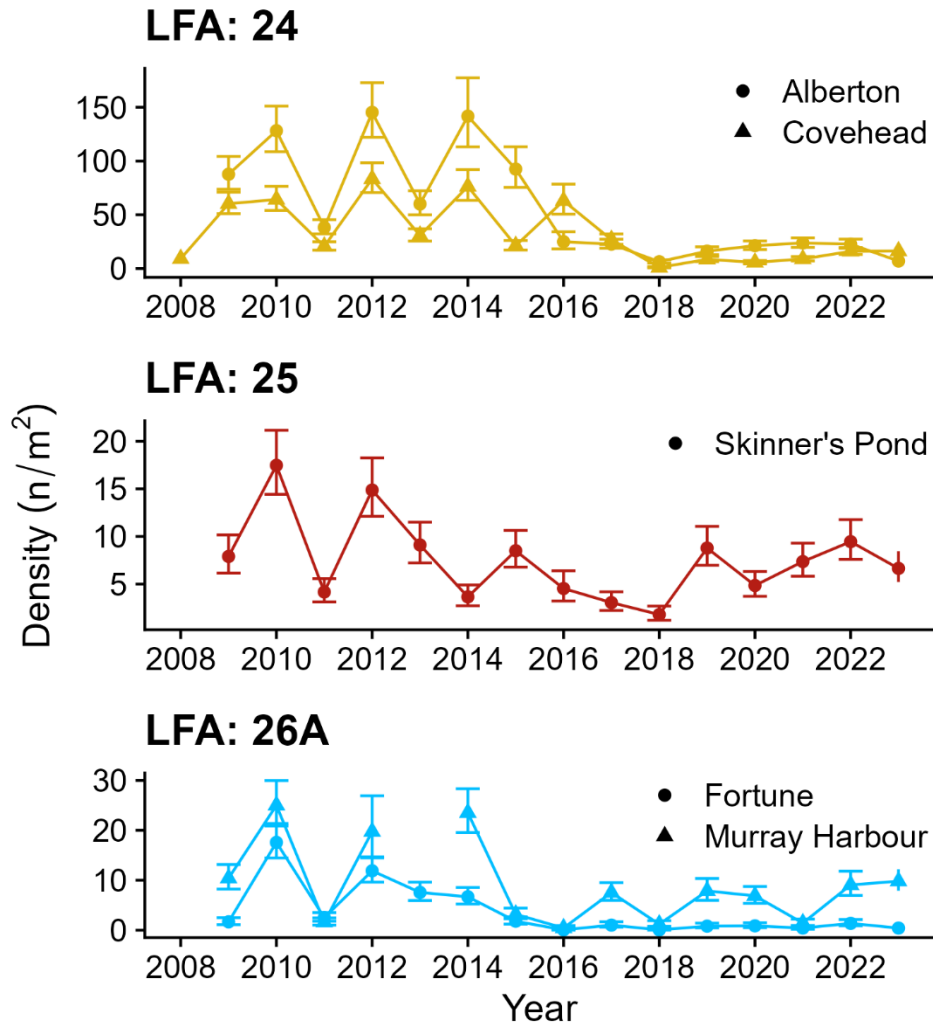 LFA: 24
150
100
50
0
Alberton
Covehead
2008 2010 2012 2014 2016 2018 2020 2022
LFA: 25
Density (n/m²)
20
15
10
5
Skinner's Pond
2008 2010 2012 2014 2016 2018 2020 2022
LFA: 26A
30
20
10
0
Fortune
Murray Harbour
2008 2010 2012 2014 2016 2018 2020 2022
Year